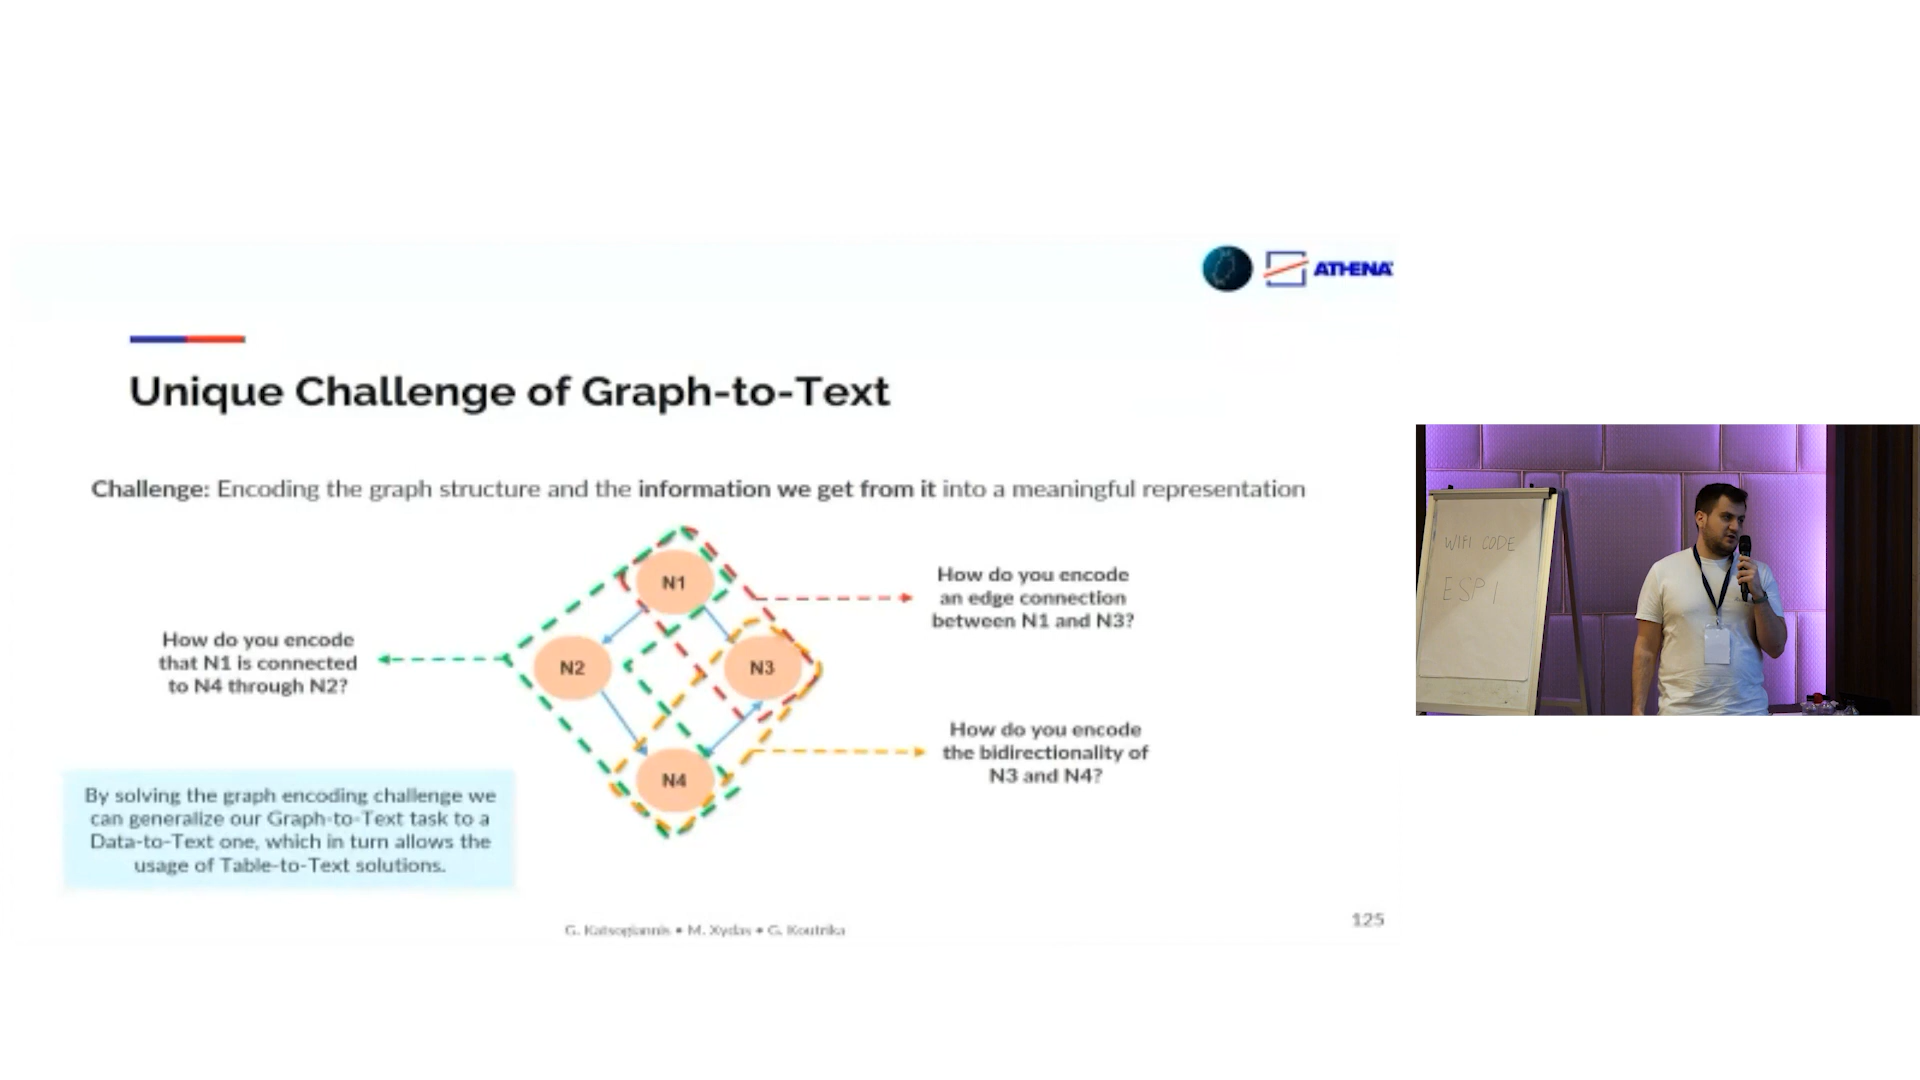 ATHENA
Unique Challenge of Graph-to-Text
Challenge: Encoding the graph structure and the information we get from it into a meaningful representation
N1
N2
N3
N4
How do you encode
an edge connection
between N1 and N3?
How do you encode
that N1 is connected
to N4 through N2?
How do you encode
the bidirectionality of
N3 and N4?
By solving the graph encoding challenge we
can generalize our Graph-to-Text task to a
Data-to-Text one, which in turn allows the
usage of Table-to-Text solutions.
G. Katsogiannis • M. Xydas • G. Koutrika
125
WIFI CODE
ESP1